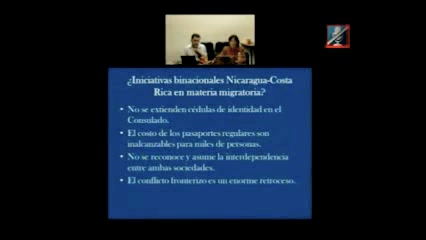 ¿Iniciativas binacionales Nicaragua-Costa
Rica en materia migratoria?
• No se extienden cédulas de identidad en el
Consulado.
• El costo de los pasaportes regulares son
inalcanzables para miles de personas.
• No se reconoce y asume la interdependencia
entre ambas sociedades.
• El conflicto fronterizo es un enorme retroceso.